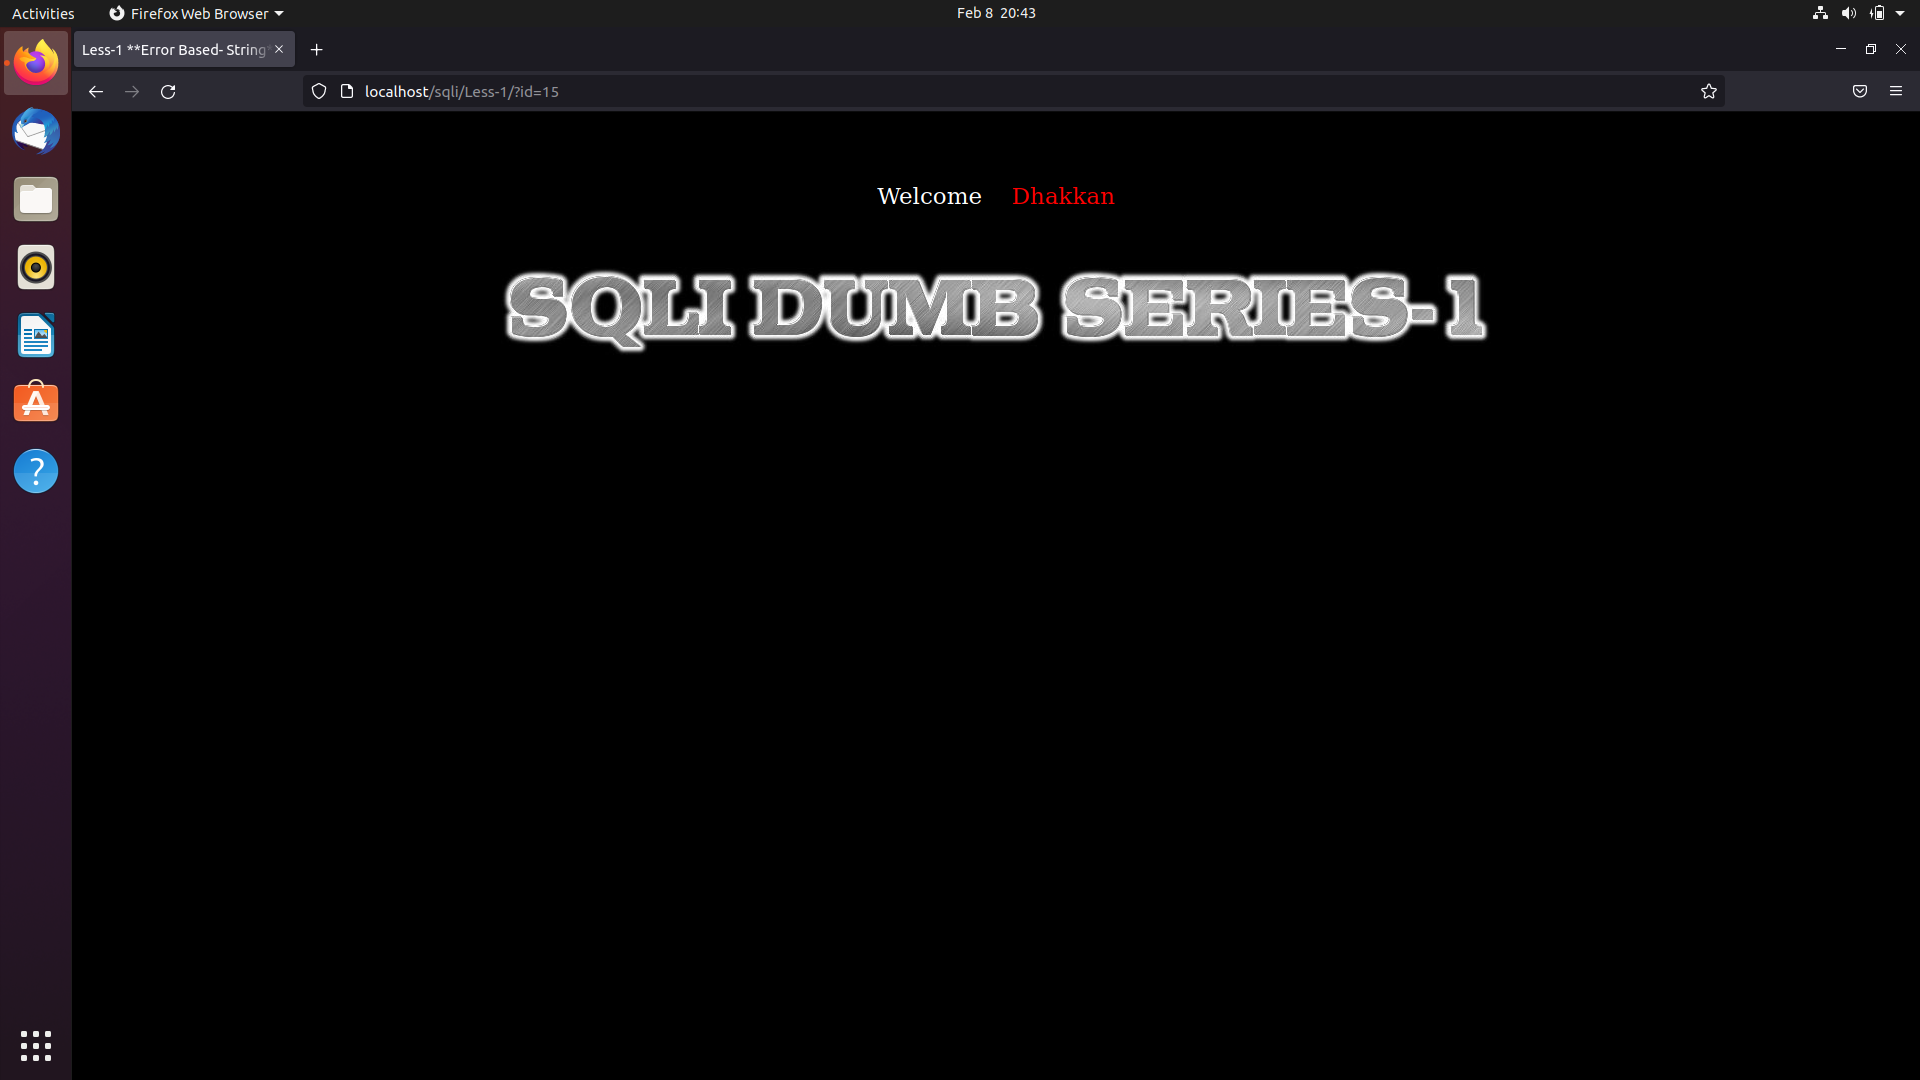 Activities
Firefox Web Browser
Feb 8 20:43
Less-1 **Error Based- String
localhost/sqli/Less-1/?id=15
Welcome Dhakkan
SQLI DUMB SERIES-1